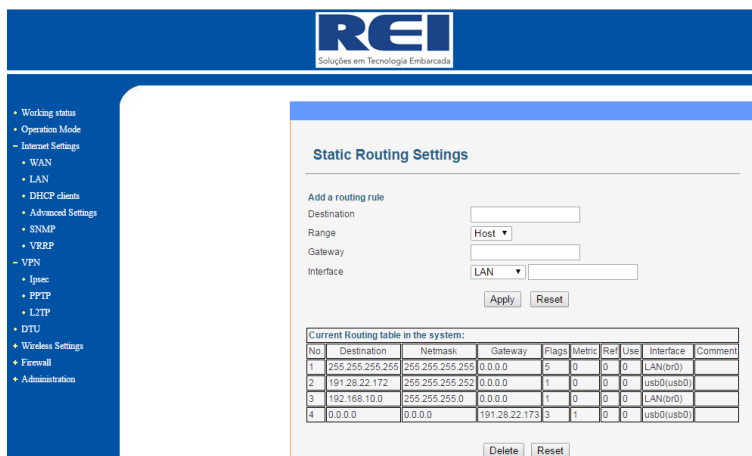 REI
Soluções em Tecnologia Embarcada
Working status
Operation Mode
Internet Settings
WAN
LAN
DHCP clients
Advanced Settings
SNMP
VRRP
VPN
Ipsec
PPTP
L2TP
DTU
Wireless Settings
Firewall
Administration
Static Routing Settings
Add a routing rule
Destination
Range Host
Gateway
Interface LAN
Apply Reset
Current Routing table in the system:
No. Destination Netmask Gateway Flags Metric Ref Use Interface Comment
1 255.255.255.255 255.255.255.255 0.0.0.0 5 0 0 0 LAN(br0)
2 191.28.22.172 255.255.255.252 0.0.0.0 1 0 0 0 usb0(usb0)
3 192.168.10.0 255.255.255.0 0.0.0.0 1 0 0 0 LAN(br0)
4 0.0.0.0 0.0.0.0 191.28.22.173 3 1 0 0 usb0(usb0)
Delete Reset